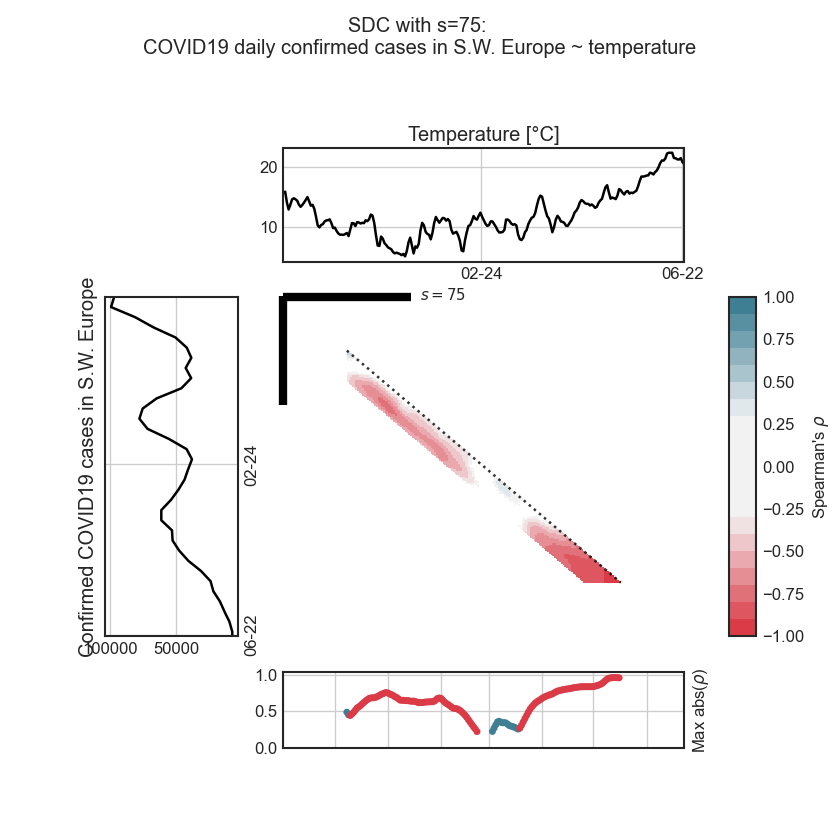 SDC with s=75:
COVID19 daily confirmed cases in S.W. Europe ~ temperature
Temperature [°C]
20
10
02-24
06-22
s = 75
Confirmed COVID19 cases in S.W. Europe
02-24
06-22
100000
50000
1.00
0.75
0.50
0.25
0.00
−0.25
−0.50
−0.75
−1.00
Spearman's ρ
1.0
0.5
0.0
Max abs(ρ)